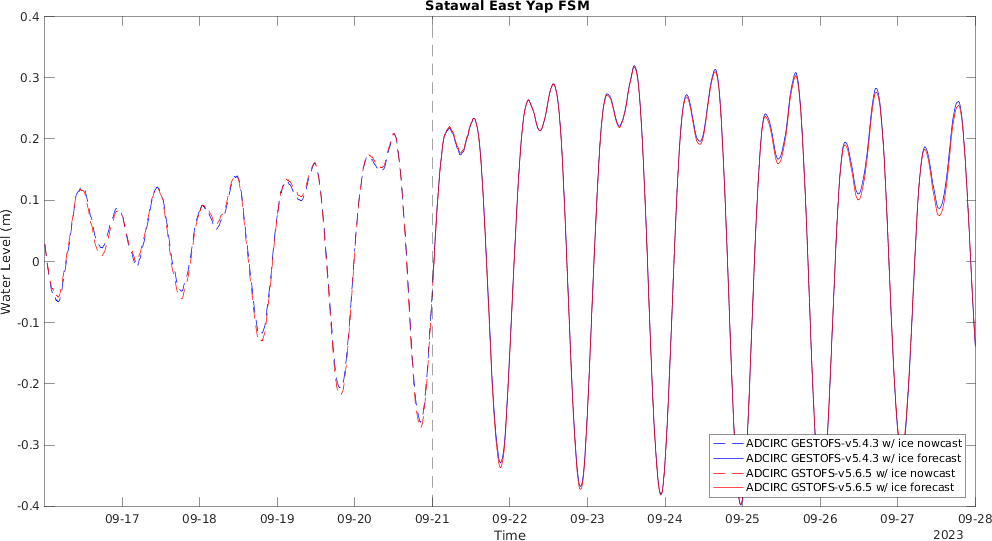 Satawal East Yap FSM
0.4
0.3
0.2
0.1
0
-0.1
-0.2
-0.3
-0.4
Water Level (m)
ADCIRC GESTOFS-v5.4.3 w/ ice nowcast
ADCIRC GESTOFS-v5.4.3 w/ ice forecast
ADCIRC GSTOFS-v5.6.5 w/ ice nowcast
ADCIRC GSTOFS-v5.6.5 w/ ice forecast
09-17 09-18 09-19 09-20 09-21 09-22 09-23 09-24 09-25 09-26 09-27 09-28
Time
2023